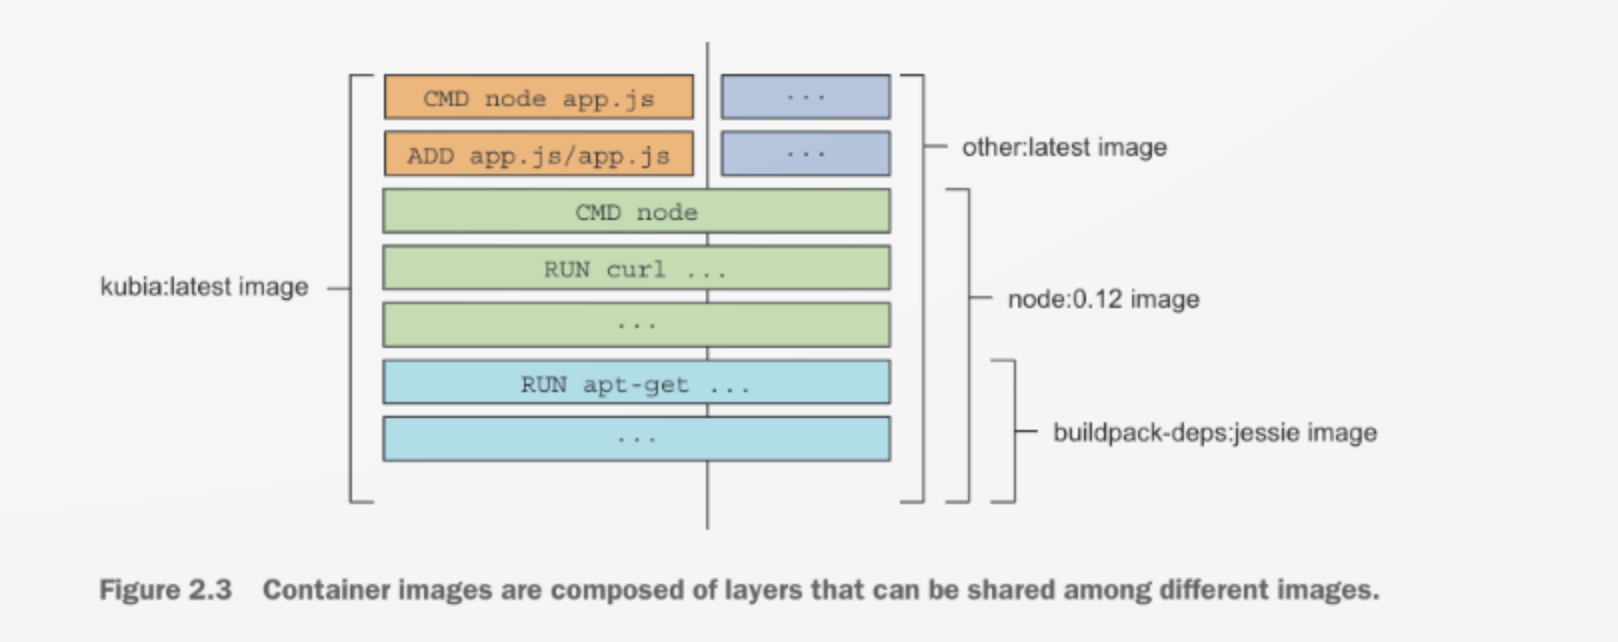 CMD node app.js
...
ADD app.js/app.js
...
other:latest image
CMD node
RUN curl ...
kubia:latest image
node:0.12 image
...
RUN apt-get ...
buildpack-deps:jessie image
...
Figure 2.3 Container images are composed of layers that can be shared among different images.